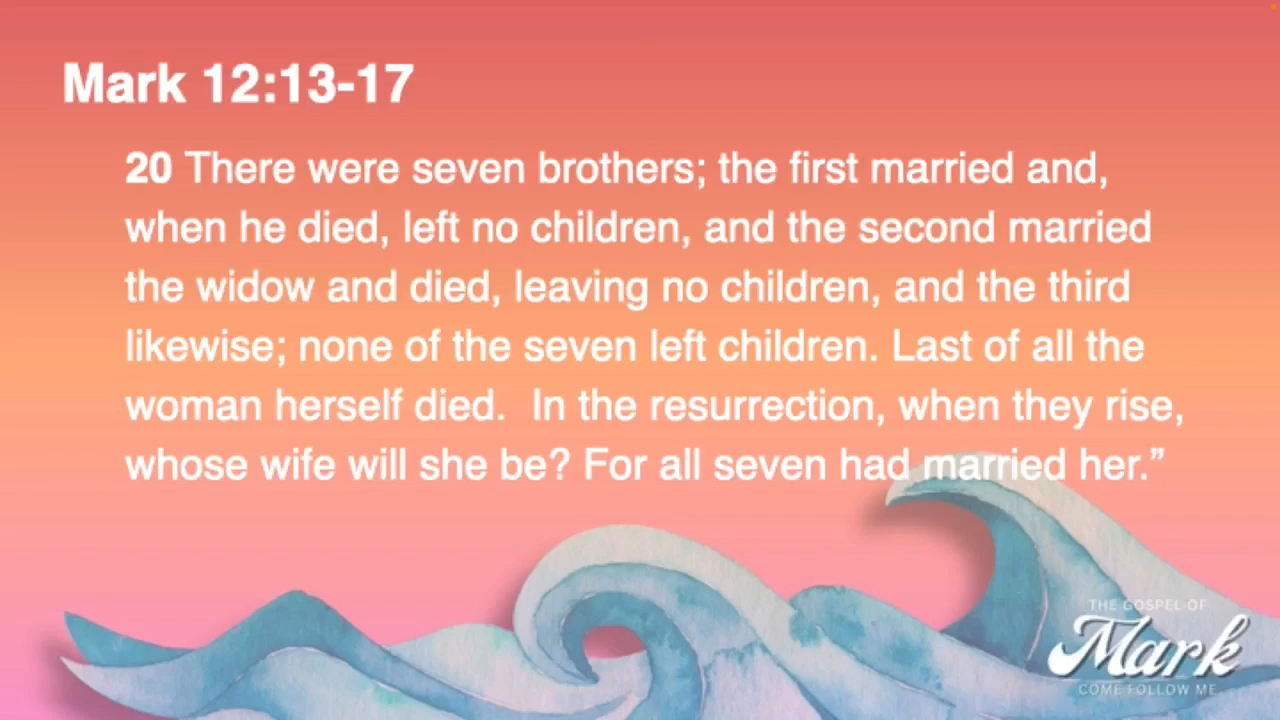 Mark 12:13-17
20 There were seven brothers; the first married and,
when he died, left no children, and the second married
the widow and died, leaving no children, and the third
likewise; none of the seven left children. Last of all the
woman herself died.  In the resurrection, when they rise,
whose wife will she be? For all seven had married her.”
THE GOSPEL OF
Mark
COME FOLLOW ME